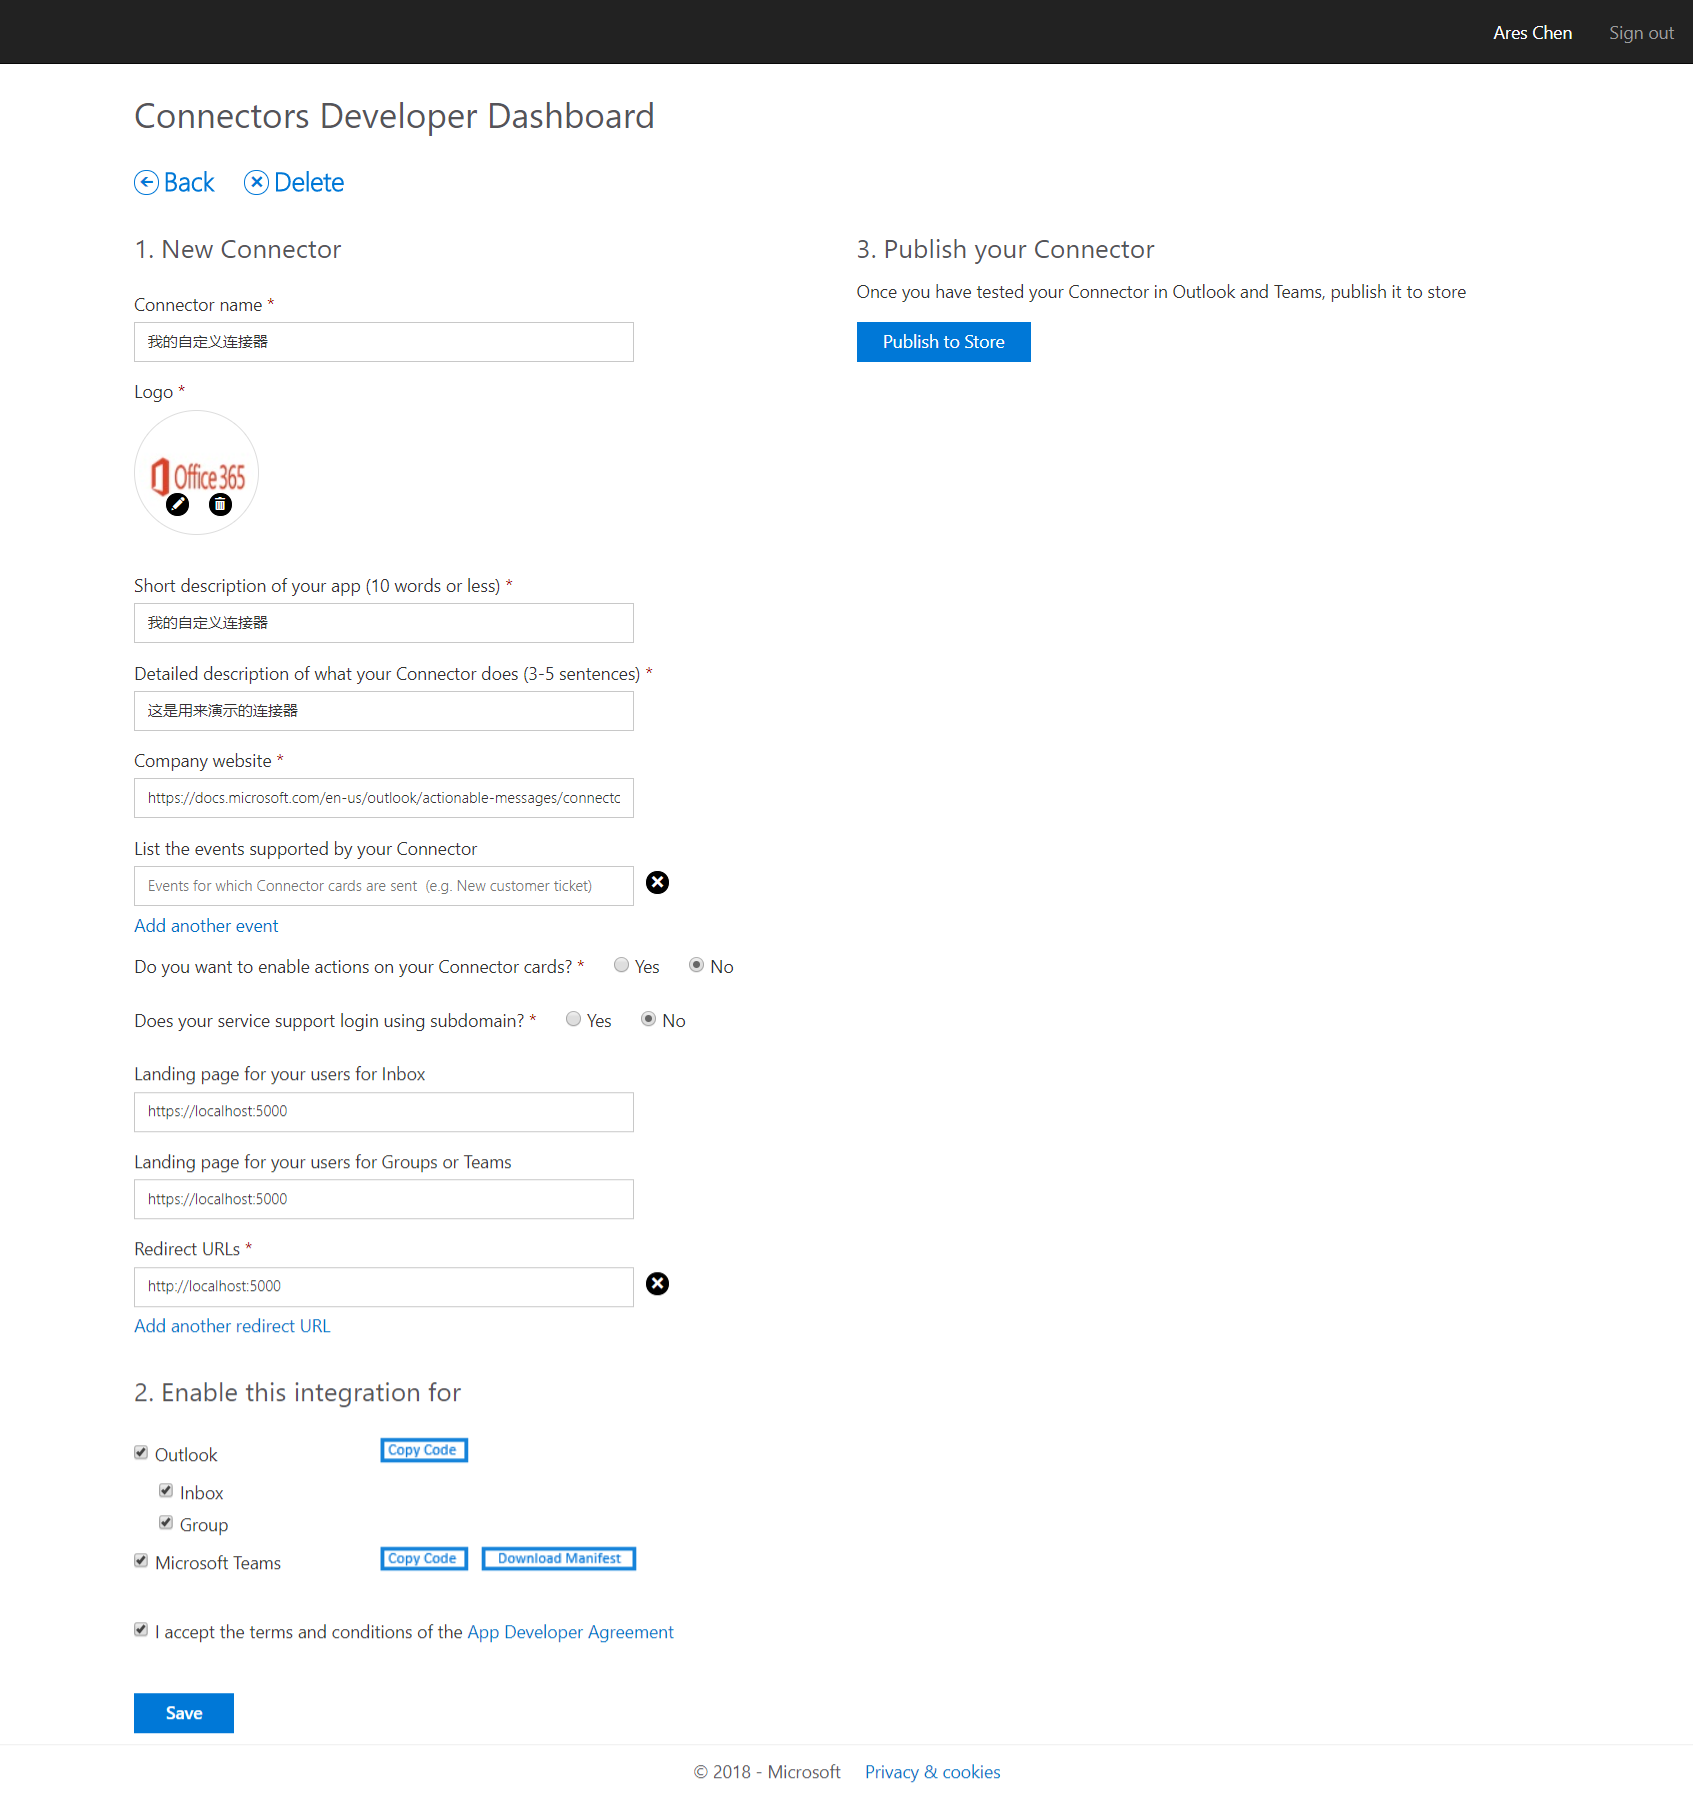 Ares Chen Sign out
Connectors Developer Dashboard
Back Delete
1. New Connector
Connector name *
我的自定义连接器
Logo *
Office 365
Short description of your app (10 words or less) *
我的自定义连接器
Detailed description of what your Connector does (3-5 sentences) *
这是用来演示的连接器
Company website *
https://docs.microsoft.com/en-us/outlook/actionable-messages/connectc
List the events supported by your Connector
Events for which Connector cards are sent (e.g. New customer ticket)
Add another event
Do you want to enable actions on your Connector cards? * Yes No
Does your service support login using subdomain? * Yes No
Landing page for your users for Inbox
https://localhost:5000
Landing page for your users for Groups or Teams
https://localhost:5000
Redirect URLs *
http://localhost:5000
Add another redirect URL
2. Enable this integration for
Outlook Copy Code
Inbox
Group
Microsoft Teams Copy Code Download Manifest
I accept the terms and conditions of the App Developer Agreement
Save
3. Publish your Connector
Once you have tested your Connector in Outlook and Teams, publish it to store
Publish to Store
© 2018 - Microsoft Privacy & cookies